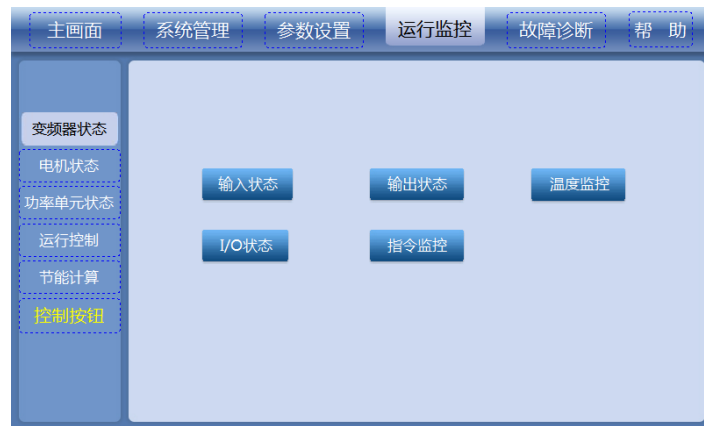 主画面 系统管理 参数设置 运行监控 故障诊断 帮 助
变频器状态
电机状态
功率单元状态
运行控制
节能计算
控制按钮
输入状态 输出状态 温度监控
I/O状态 指令监控